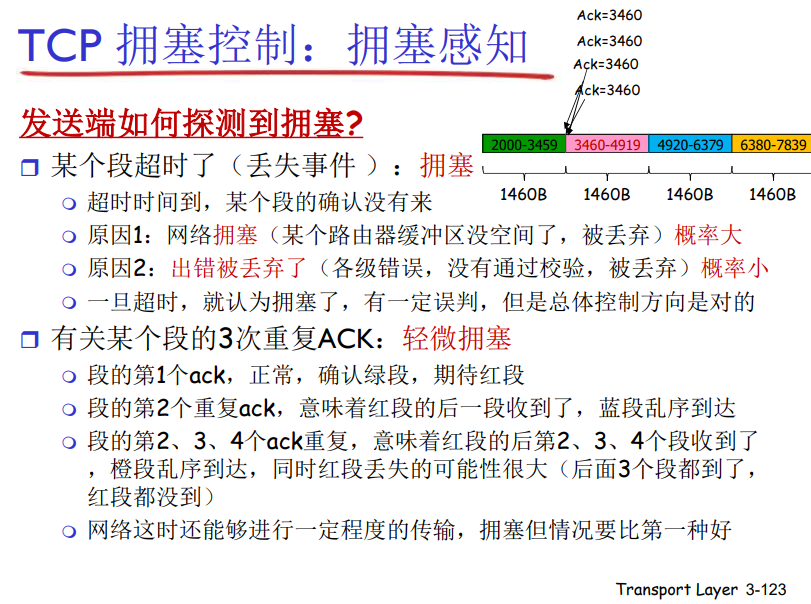 TCP 拥塞控制：拥塞感知
Ack=3460
Ack=3460
Ack=3460
Ack=3460
2000-3459 3460-4919 4920-6379 6380-7839
1460B 1460B 1460B 1460B
发送端如何探测到拥塞?
某个段超时了（丢失事件 ）：拥塞
超时时间到，某个段的确认没有来
原因1：网络拥塞（某个路由器缓冲区没空间了，被丢弃）概率大
原因2：出错被丢弃了（各级错误，没有通过校验，被丢弃）概率小
一旦超时，就认为拥塞了，有一定误判，但是总体控制方向是对的
有关某个段的3次重复ACK：轻微拥塞
段的第1个ack，正常，确认绿段，期待红段
段的第2个重复ack，意味着红段的后一段收到了，蓝段乱序到达
段的第2、3、4个ack重复，意味着红段的后第2、3、4个段收到了
，橙段乱序到达，同时红段丢失的可能性很大（后面3个段都到了，
红段都没到）
网络这时还能够进行一定程度的传输，拥塞但情况要比第一种好
Transport Layer 3-123